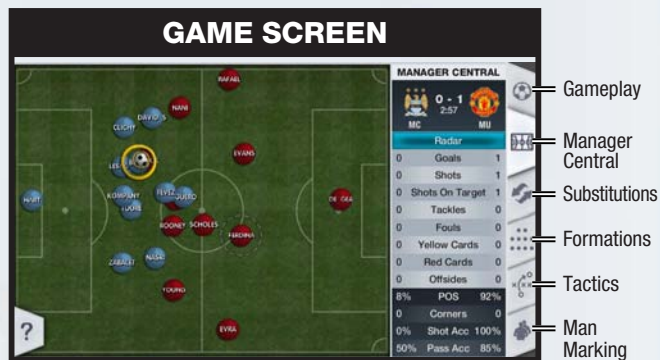 GAME SCREEN
RAFAEL
NANI
DAVID S
CLICHY
EVANS
KOMPANY
HART
DE GEA
ROONEY
SCHOLES
FERDINA
NASRI
ZABALET
YOUNG
EVRA
?
MANAGER CENTRAL
0 - 1
2:57
MC MU
Radar
0 Goals 1
0 Shots 1
0 Shots On Target 1
0 Tackles 0
0 Fouls 0
0 Yellow Cards 0
0 Red Cards 0
0 Offsides 0
8% POS 92%
0 Corners 0
0% Shot Acc 100%
50% Pass Acc 85%
Gameplay
Manager
Central
Substitutions
Formations
Tactics
Man
Marking